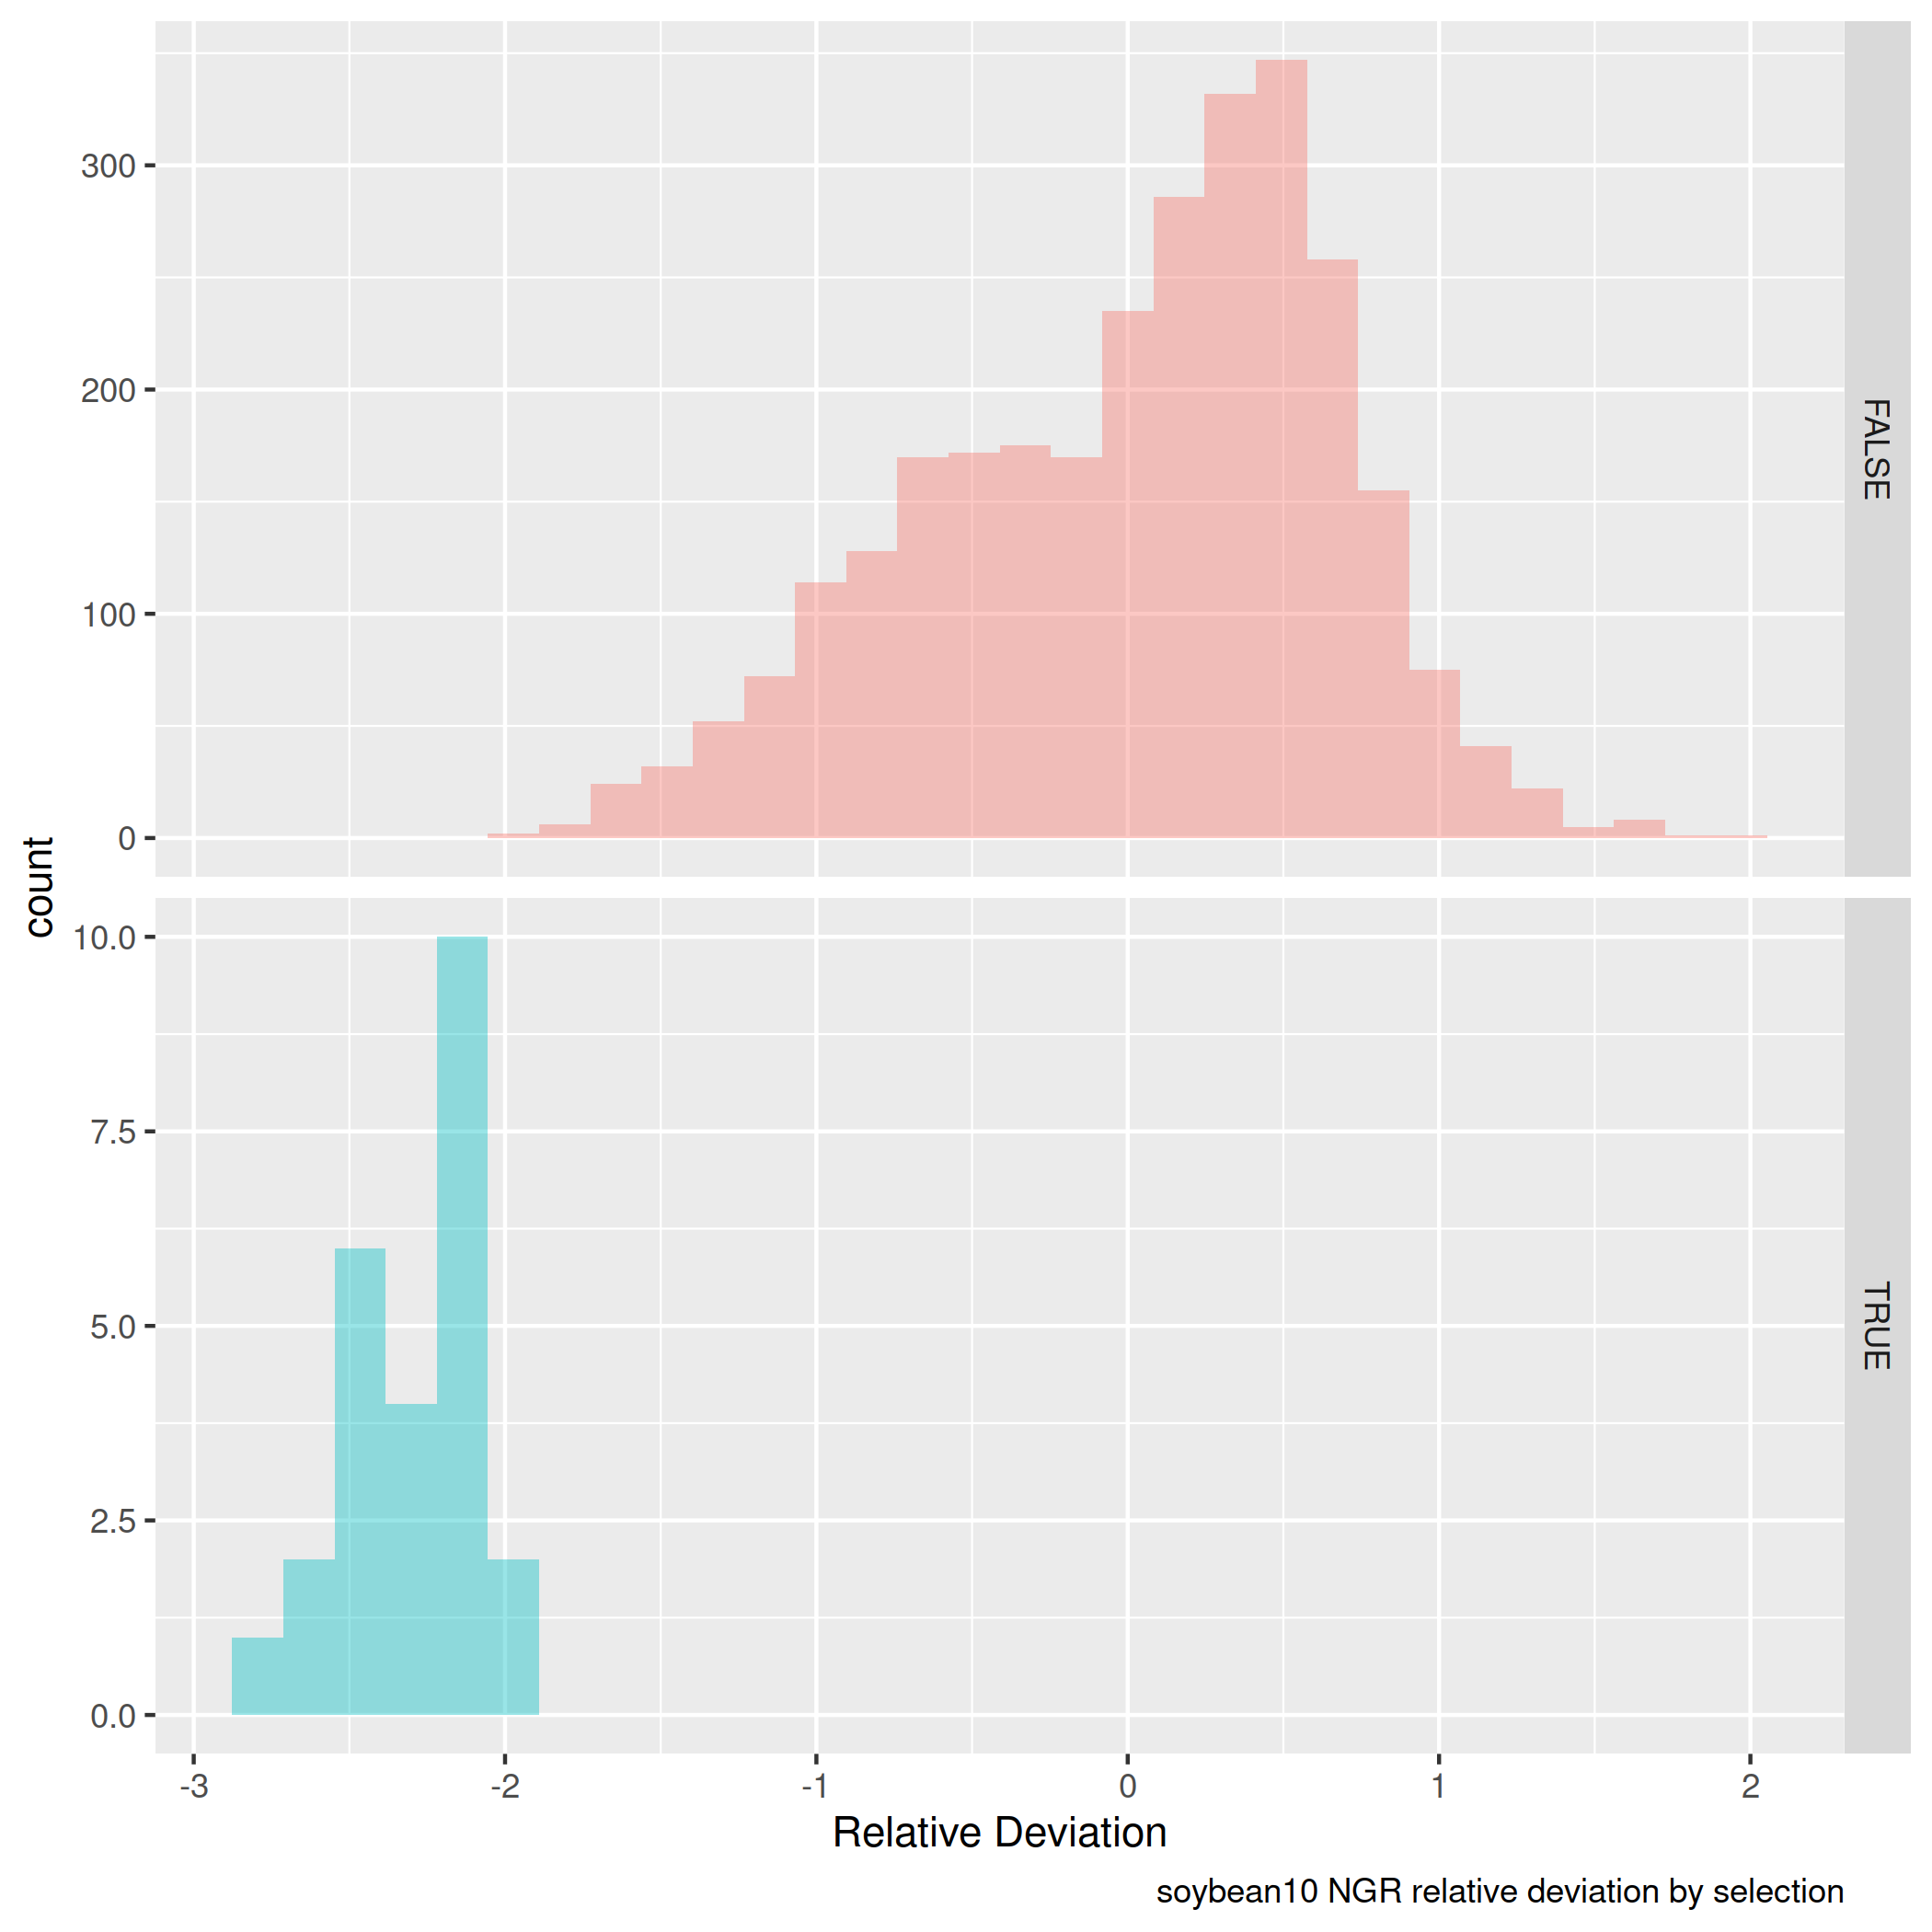 300
200
100
0
FALSE
count
10.0
7.5
5.0
2.5
0.0
TRUE
-3 -2 -1 0 1 2
Relative Deviation
soybean10 NGR relative deviation by selection